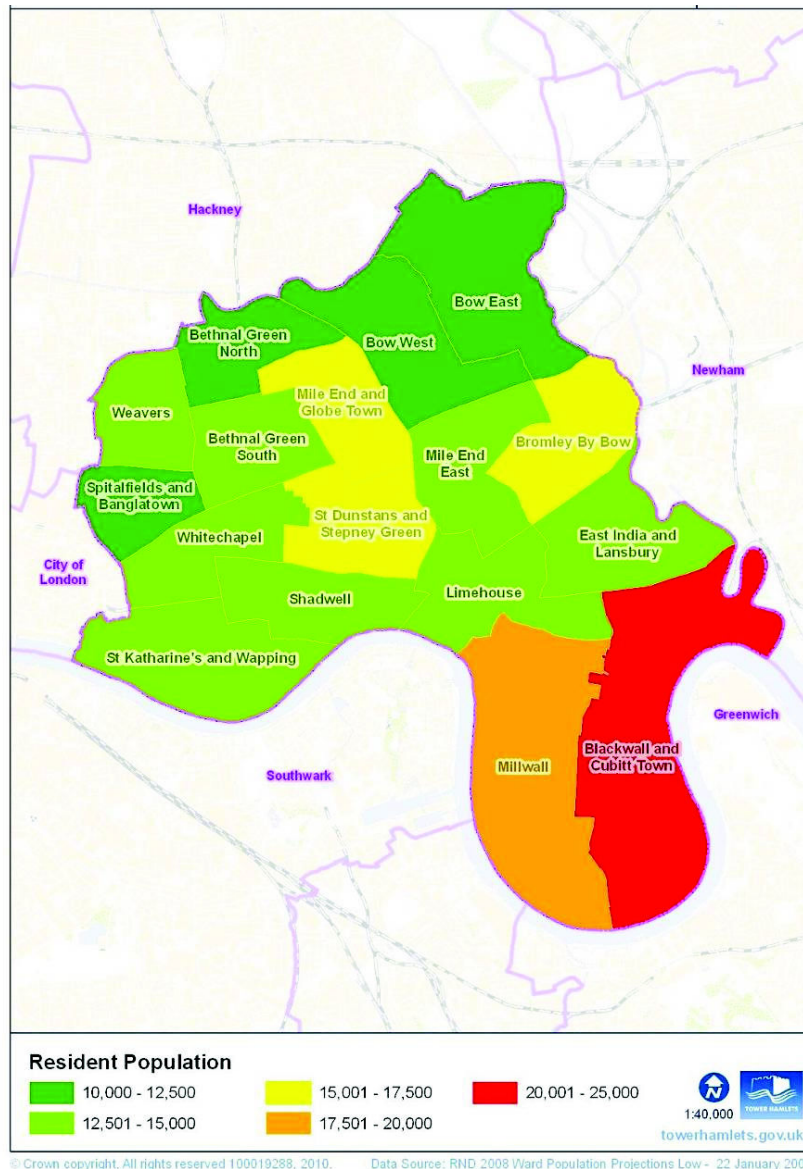 Hackney
Bow East
Bethnal Green
North
Bow West
Newham
Mile End and
Globe Town
Weavers
Bethnal Green
South
Bromley By Bow
Mile End
East
Spitalfields and
Banglatown
St Dunstans and
Stepney Green
Whitechapel
East India and
Lansbury
City of
London
Shadwell
Limehouse
St Katharine's and Wapping
Greenwich
Blackwall and
Cubitt Town
Millwall
Southwark
Resident Population
10,000 - 12,500
15,001 - 17,500
20,001 - 25,000
12,501 - 15,000
17,501 - 20,000
N
1:40,000
TOWER HAMLETS
towerhamlets.gov.uk
© Crown copyright. All rights reserved 100019288, 2010.
Data Source: RND 2008 Ward Population Projections Low - 22 January 200